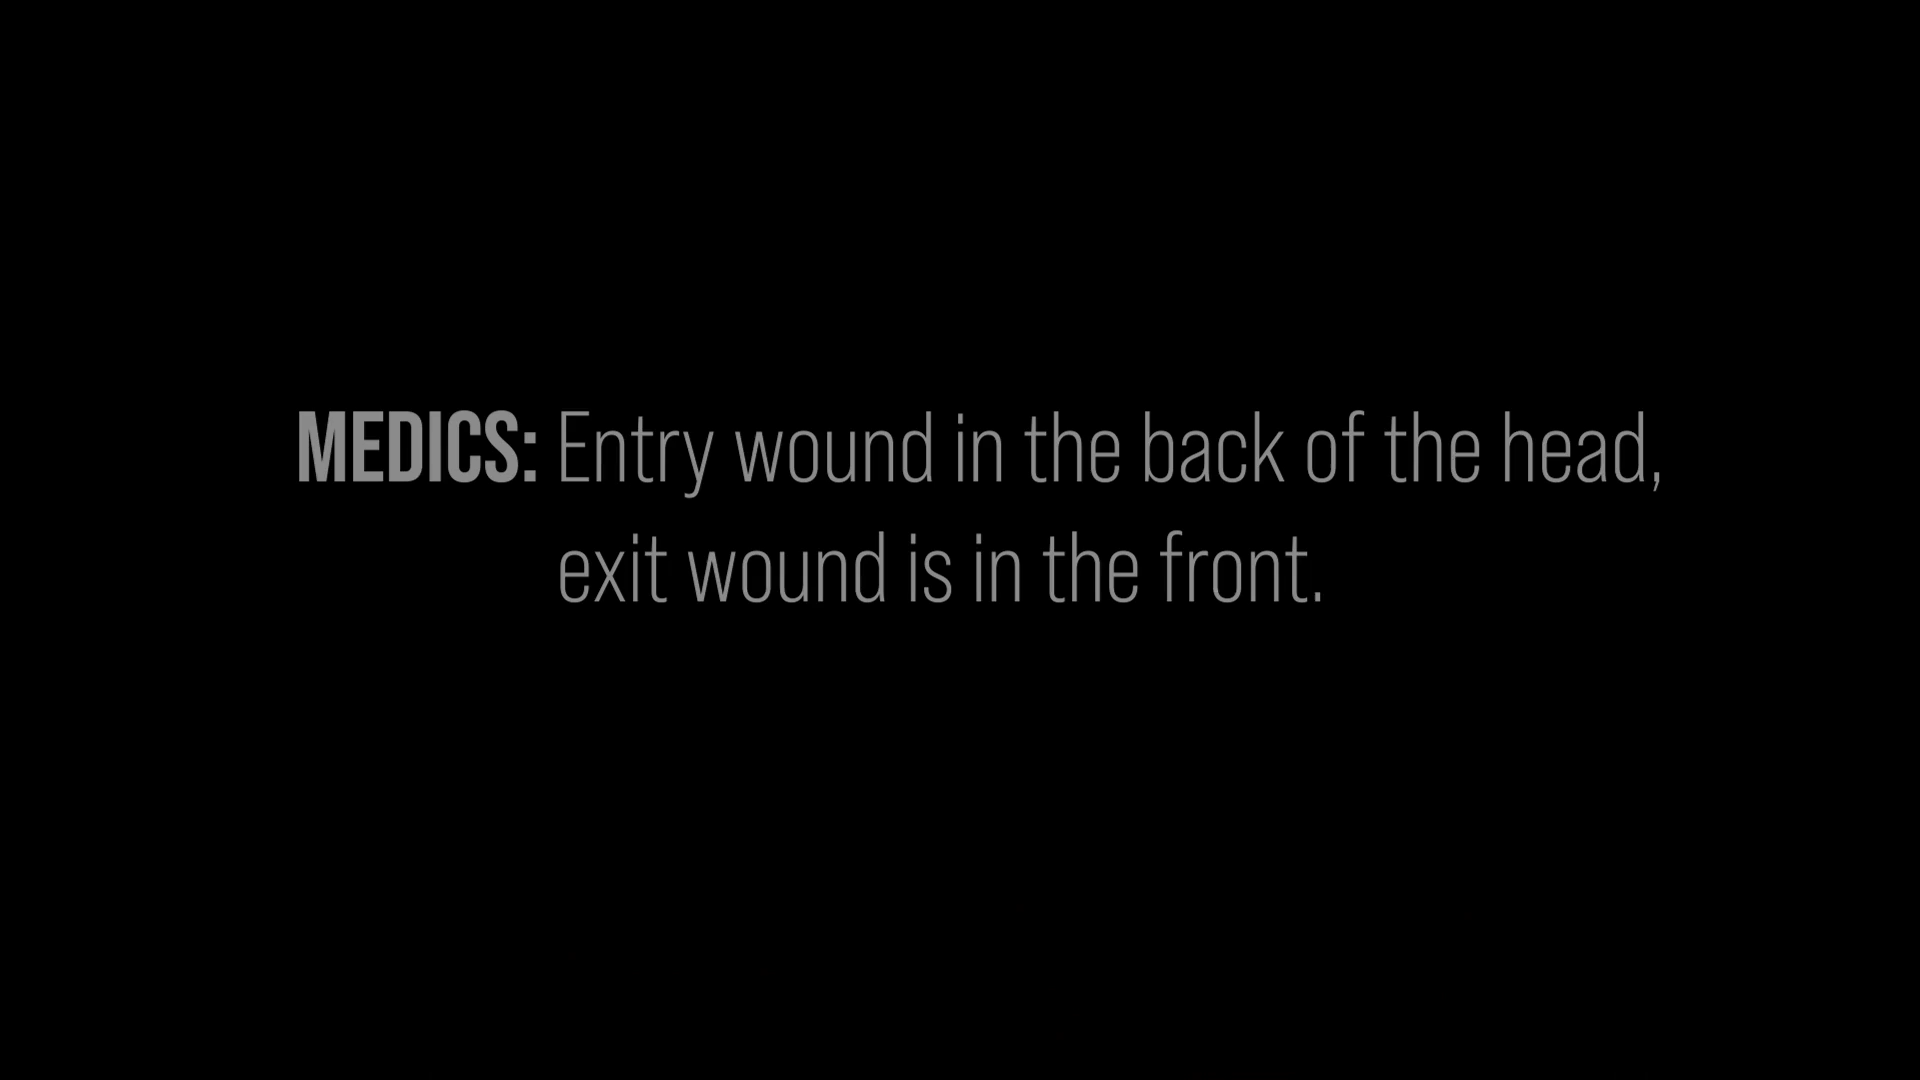 MEDICS: Entry wound in the back of the head,
exit wound is in the front.